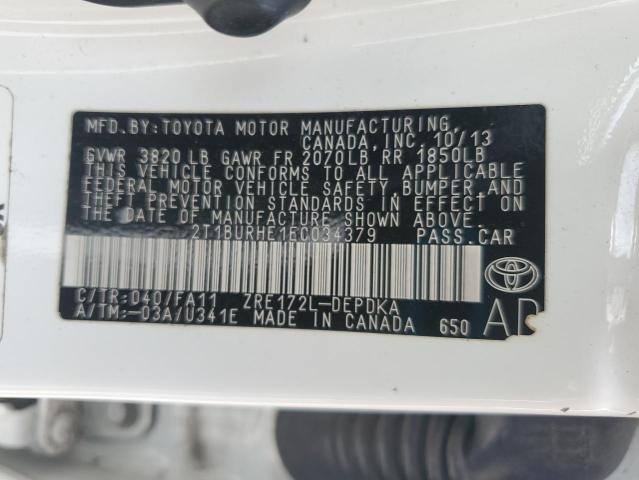 MFD.BY:TOYOTA MOTOR MANUFACTURING,
CANADA,INC. 10/13
GVWR 3820 LB GAWR FR 2070LB RR 1850LB
THIS VEHICLE CONFORMS TO ALL APPLICABLE
FEDERAL MOTOR VEHICLE SAFETY, BUMPER, AND
THEFT PREVENTION STANDARDS IN EFFECT ON
THE DATE OF MANUFACTURE SHOWN ABOVE.
2T1BURHE1EC034379 PASS.CAR
C/TR:040/FA11 ZRE172L-DEPDKA
A/TM:-03A/U341E MADE IN CANADA 650